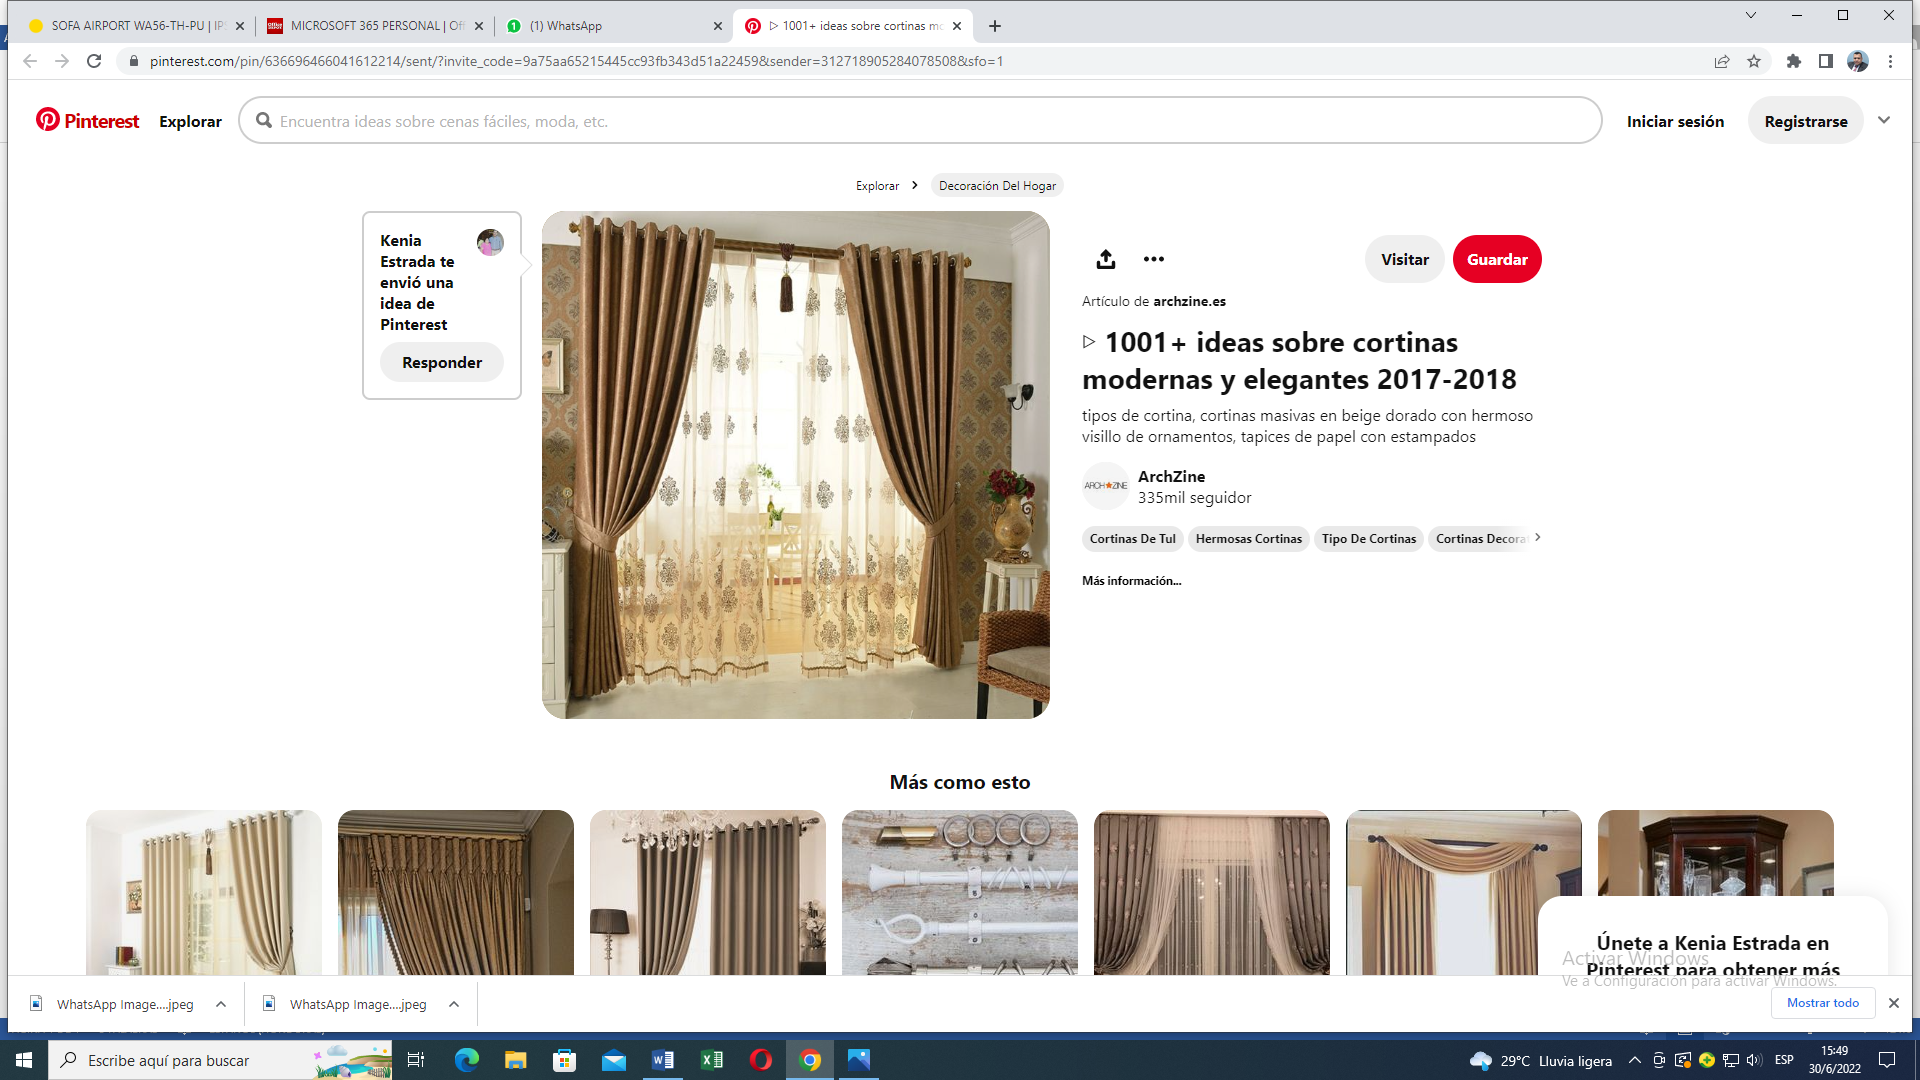 SOFA AIRPORT WA56-TH-PU | IPS
MICROSOFT 365 PERSONAL | Off
(1) WhatsApp
▷ 1001+ ideas sobre cortinas mo
pinterest.com/pin/636696466041612214/sent/?invite_code=9a75aa65215445cc93fb343d51a22459&sender=312718905284078508&sfo=1
Pinterest
Explorar
Encuentra ideas sobre cenas fáciles, moda, etc.
Iniciar sesión
Registrarse
Explorar
Decoración Del Hogar
Kenia
Estrada te
envió una
idea de
Pinterest
Responder
Visitar
Guardar
Artículo de archzine.es
▷ 1001+ ideas sobre cortinas
modernas y elegantes 2017-2018
tipos de cortina, cortinas masivas en beige dorado con hermoso
visillo de ornamentos, tapices de papel con estampados
ARCH ZINE
ArchZine
335mil seguidor
Cortinas De Tul
Hermosas Cortinas
Tipo De Cortinas
Cortinas Decora
Más información...
Más como esto
Únete a Kenia Estrada en
Pinterest para obtener más
Activar Windows
Ve a Configuración para activar Windows.
WhatsApp Image....jpeg
WhatsApp Image....jpeg
Mostrar todo
Escribe aquí para buscar
29°C Lluvia ligera
ESP
15:49
30/6/2022